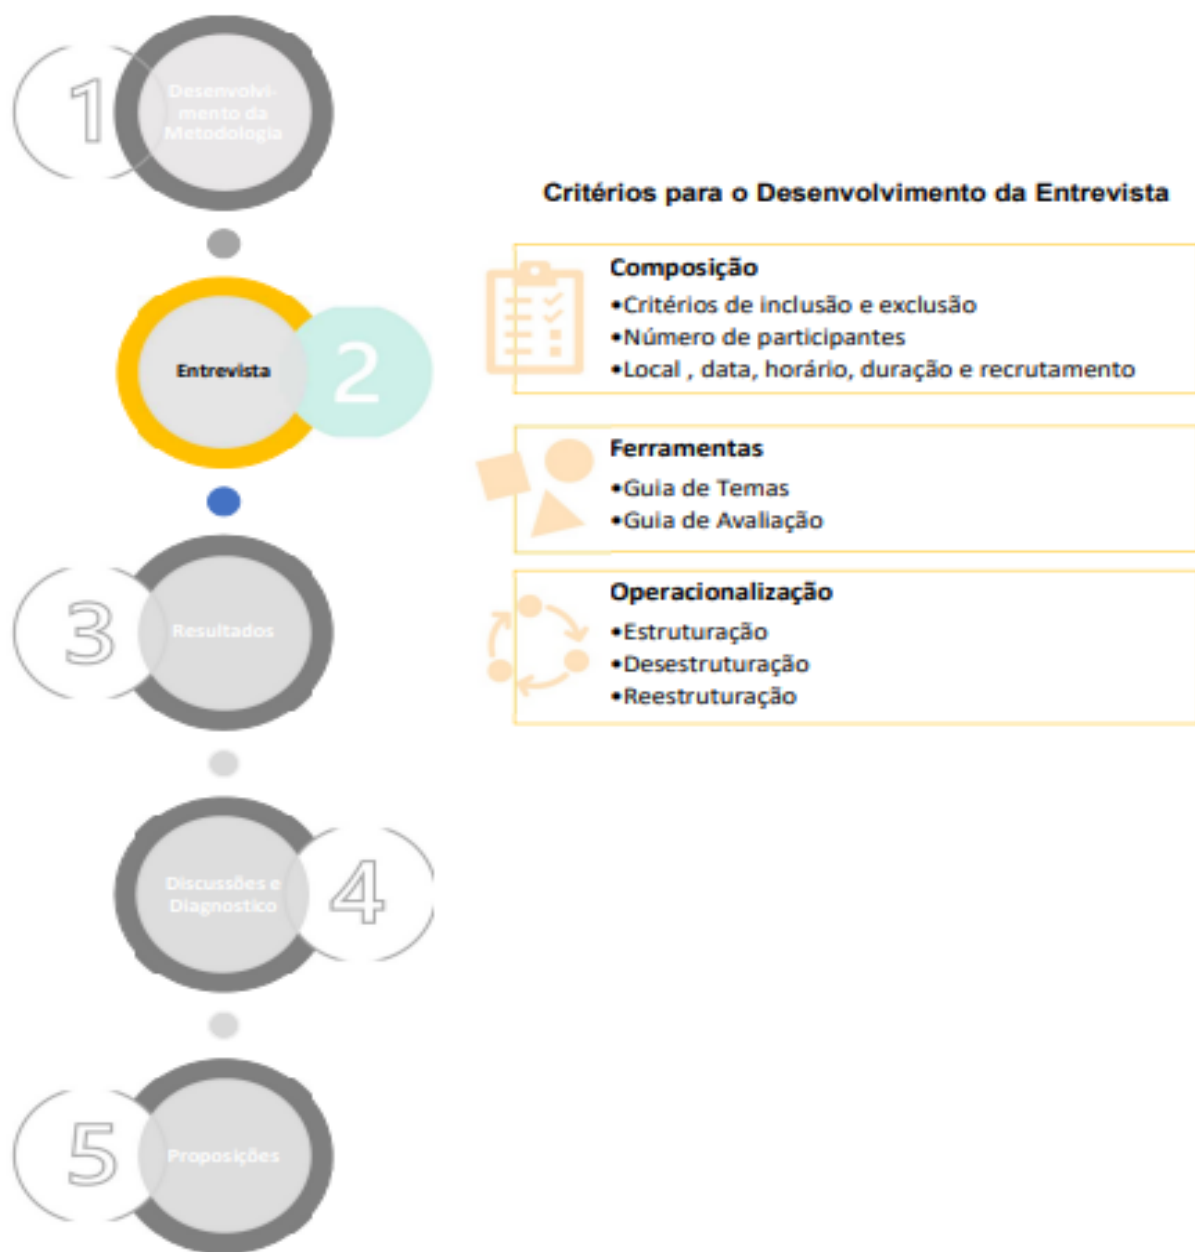 1
Desenvolvi-
mento da
Metodologia
Critérios para o Desenvolvimento da Entrevista
Entrevista
2
Composição
•Critérios de inclusão e exclusão
•Número de participantes
•Local , data, horário, duração e recrutamento
Ferramentas
•Guia de Temas
•Guia de Avaliação
Operacionalização
•Estruturação
•Desestruturação
•Reestruturação
3
Resultados
Discussões e
Diagnostico
4
5
Proposições